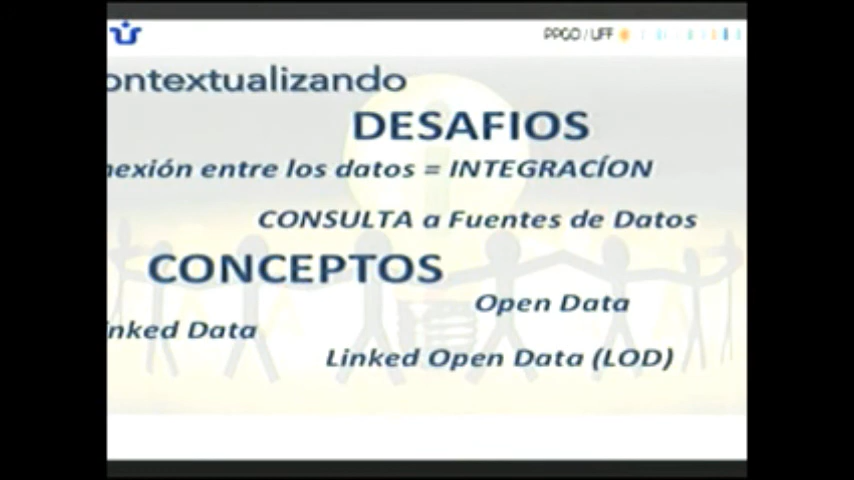 PPGO / UFF
ontextualizando
DESAFIOS
nexión entre los datos = INTEGRACÍON
CONSULTA a Fuentes de Datos
CONCEPTOS
Open Data
inked Data
Linked Open Data (LOD)